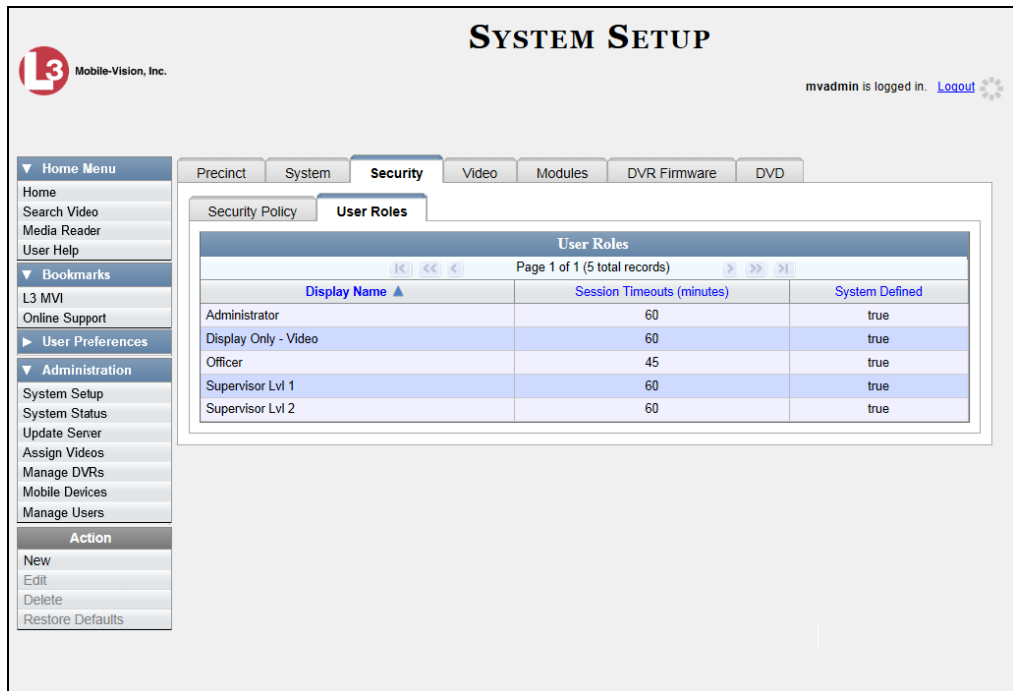 SYSTEM SETUP
L3 Mobile-Vision, Inc.
mvadmin is logged in. Logout
▼ Home Menu
Home
Search Video
Media Reader
User Help
▼ Bookmarks
L3 MVI
Online Support
▶ User Preferences
▼ Administration
System Setup
System Status
Update Server
Assign Videos
Manage DVRs
Mobile Devices
Manage Users
Action
New
Edit
Delete
Restore Defaults
Precinct System Security Video Modules DVR Firmware DVD
Security Policy User Roles
User Roles
Page 1 of 1 (5 total records)
Display Name ▲ Session Timeouts (minutes) System Defined
Administrator 60 true
Display Only - Video 60 true
Officer 45 true
Supervisor Lvl 1 60 true
Supervisor Lvl 2 60 true